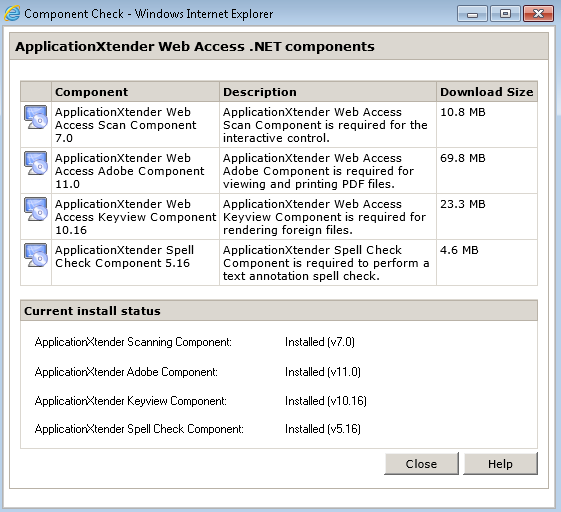 Component Check - Windows Internet Explorer
ApplicationXtender Web Access .NET components
Component Description Download Size
ApplicationXtender Web Access Scan Component 7.0
ApplicationXtender Web Access Scan Component is required for the interactive control.
10.8 MB
ApplicationXtender Web Access Adobe Component 11.0
ApplicationXtender Web Access Adobe Component is required for viewing and printing PDF files.
69.8 MB
ApplicationXtender Web Access Keyview Component 10.16
ApplicationXtender Web Access Keyview Component is required for rendering foreign files.
23.3 MB
ApplicationXtender Spell Check Component 5.16
ApplicationXtender Spell Check Component is required to perform a text annotation spell check.
4.6 MB
Current install status
ApplicationXtender Scanning Component: Installed (v7.0)
ApplicationXtender Adobe Component: Installed (v11.0)
ApplicationXtender Keyview Component: Installed (v10.16)
ApplicationXtender Spell Check Component: Installed (v5.16)
Close Help